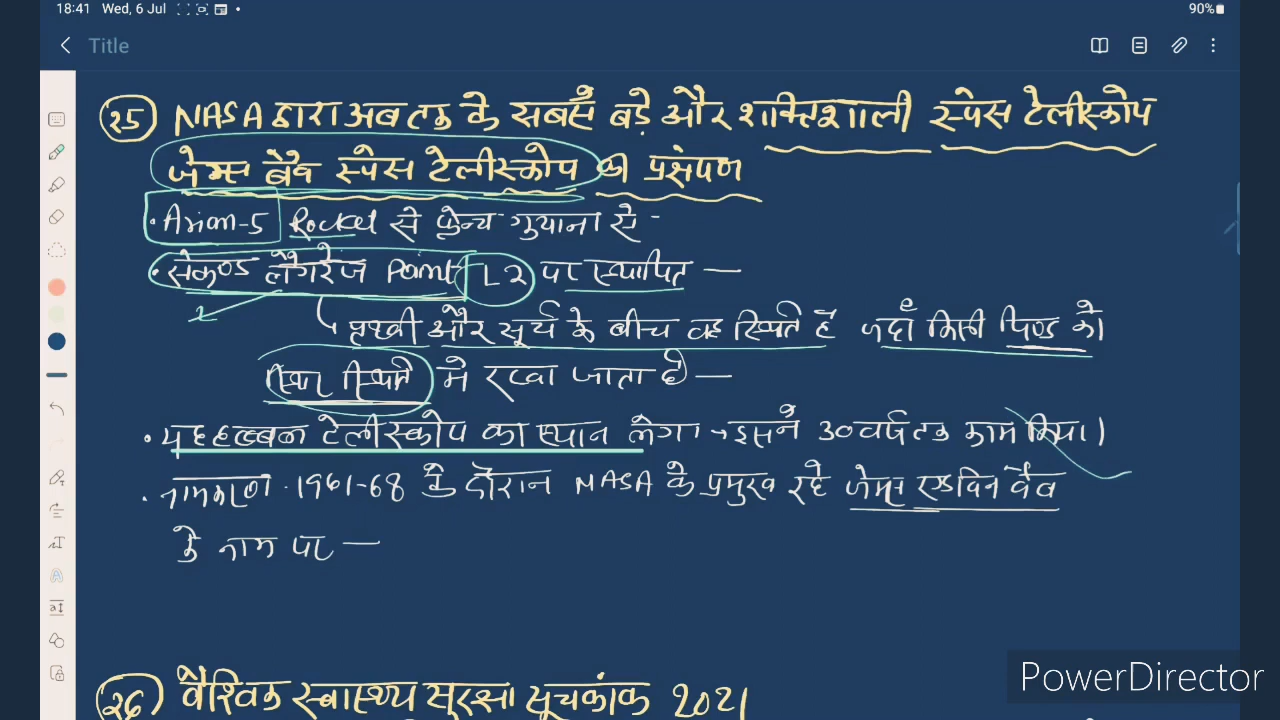 18:41 Wed, 6 Jul
90%
Title
25) NASA द्वारा अब तक के सबसे बड़े और शक्तिशाली स्पेस टेलीस्कोप
जेम्स वेव स्पेस टेलीस्कोप का प्रक्षेपण
· Arian-5 Rocket से फ्रेन्च गुयाना से -
· सेकण्ड लैगरेज Point L2 पर स्थापित —
पृथ्वी और सूर्य के बीच वह स्थिति है जहाँ किसी पिण्ड को
स्थिर स्थिति में रखा जाता है —
· यह हब्बल टेलीस्कोप का स्थान लेगा → इसने 30 वर्ष तक काम किया।
· नामकरण · 1961-68 के दौरान NASA के प्रमुख रहे जेम्स एडविन वेव
के नाम पर —
26) वैश्विक स्वास्थ्य सुरक्षा सूचकांक 2021
PowerDirector